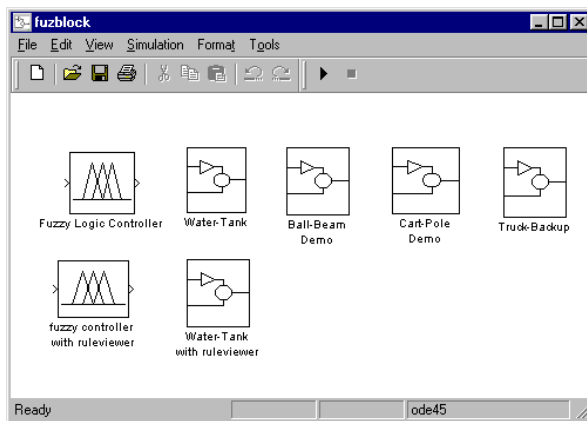 fuzblock
File Edit View Simulation Format Tools
Fuzzy Logic Controller
Water-Tank
Ball-Beam
Demo
Cart-Pole
Demo
Truck-Backup
fuzzy controller
with ruleviewer
Water-Tank
with ruleviewer
Ready
ode45